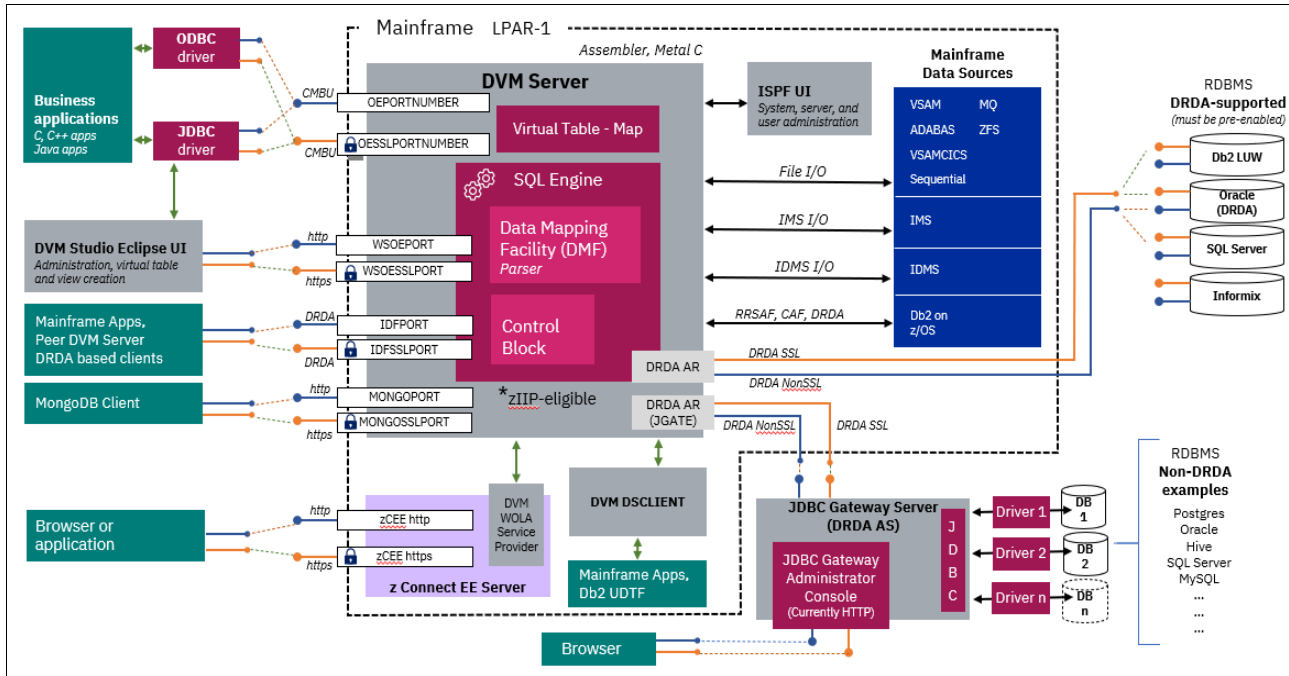 Mainframe LPAR-1
Assembler, Metal C
ODBC
driver
Business
applications
C, C++ apps
Java apps
JDBC
driver
CMBU
CMBU
OEPORTNUMBER
OESSLPORTNUMBER
DVM Server
Virtual Table - Map
SQL Engine
Data Mapping
Facility (DMF)
Parser
Control
Block
*zIIP-eligible
DRDA AR
DRDA AR
(JGATE)
ISPF UI
System, server, and
user administration
Mainframe
Data Sources
VSAM MQ
ADABAS ZFS
VSAMCICS
Sequential
IMS
IDMS
Db2 on
z/OS
File I/O
IMS I/O
IDMS I/O
RRSAF, CAF, DRDA
DRDA SSL
DRDA NonSSL
DRDA NonSSL
DRDA SSL
RDBMS
DRDA-supported
(must be pre-enabled)
Db2 LUW
Oracle
(DRDA)
SQL Server
Informix
DVM Studio Eclipse UI
Administration, virtual table
and view creation
http
https
WSOEPORT
WSOESSLPORT
Mainframe Apps,
Peer DVM Server
DRDA based clients
DRDA
DRDA
IDFPORT
IDFSSLPORT
MongoDB Client
http
https
MONGOPORT
MONGOSSLPORT
Browser or
application
http
https
zCEE http
zCEE https
z Connect EE Server
DVM
WOLA
Service
Provider
DVM DSCLIENT
Mainframe Apps,
Db2 UDTF
JDBC Gateway Server
(DRDA AS)
JDBC Gateway
Administrator
Console
(Currently HTTP)
J
D
B
C
Driver 1
Driver 2
Driver n
DB
1
DB
2
DB
n
RDBMS
Non-DRDA
examples
Postgres
Oracle
Hive
SQL Server
MySQL
...
...
...
Browser